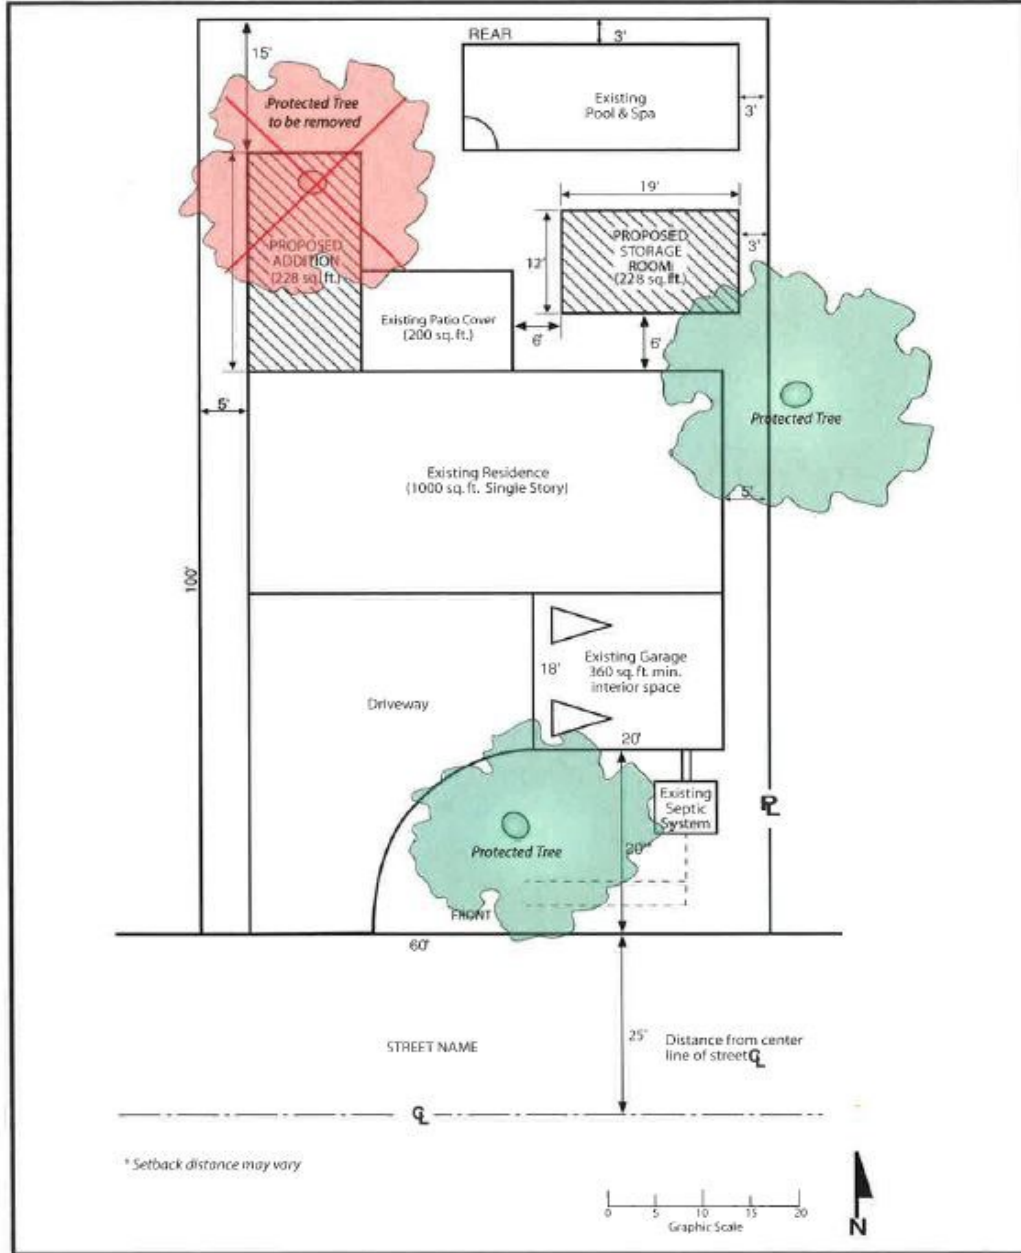 REAR
3'
15'
Protected Tree
to be removed
Existing
Pool & Spa
3'
19'
PROPOSED
STORAGE
ROOM
(228 sq. ft.)
12'
3'
PROPOSED
ADDITION
(228 sq. ft.)
Existing Patio Cover
(200 sq. ft.)
6'
6'
5'
Protected Tree
Existing Residence
(1000 sq. ft. Single Story)
5'
100'
18'
Existing Garage
360 sq. ft. min.
interior space
Driveway
20'
Existing
Septic
System
PL
Protected Tree
20'*
FRONT
60'
STREET NAME
25'
Distance from center
line of street CL
CL
* Setback distance may vary
0 5 10 15 20
Graphic Scale
N